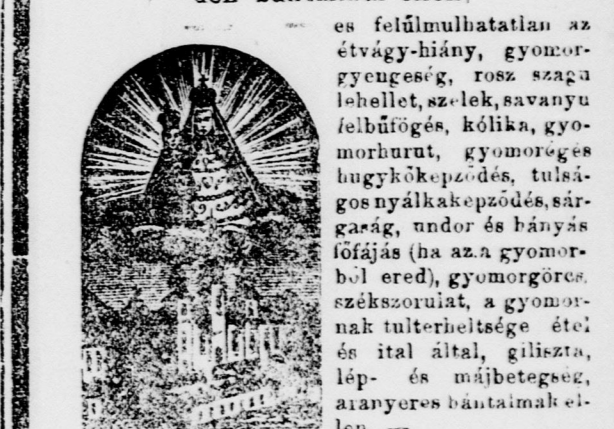 es felülmulhatatlan az
étvágy-hiány, gyomor-
gyengeség, rosz szagu
lehellet, szelek, savanyu
felbüfögés, kólika, gyo-
morhurut, gyomorégés
hugykőképződés, tulsá-
gos nyálkaképződés, sár-
gaság, undor és hányás
főfájás (ha az a gyomor-
ból ered), gyomorgörcs,
székszorulat, a gyomor-
nak tulterheltsége étel
és ital által, giliszta,
lép- és májbetegség,
aranyeres bántalmak el-
len